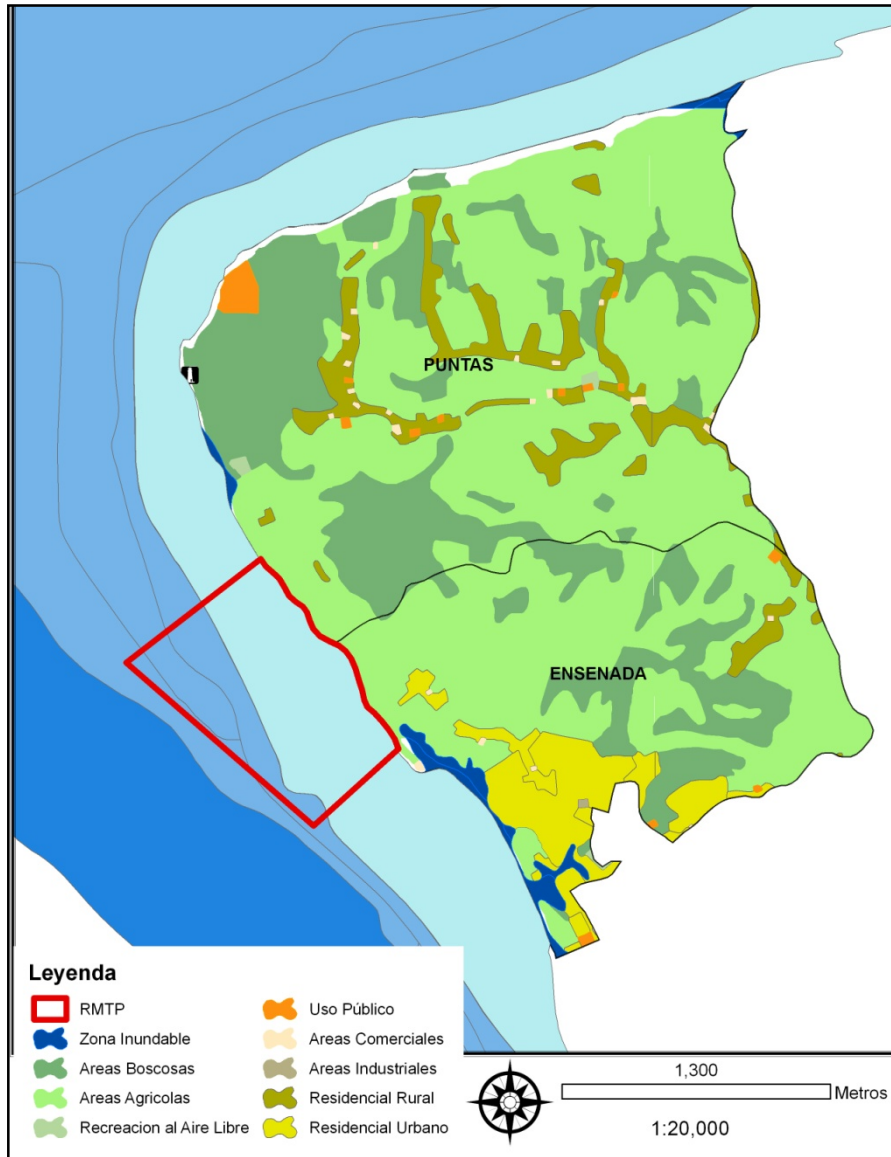 PUNTAS
ENSENADA
Leyenda
RMTP
Zona Inundable
Areas Boscosas
Areas Agricolas
Recreacion al Aire Libre
Uso Público
Areas Comerciales
Areas Industriales
Residencial Rural
Residencial Urbano
1,300
Metros
1:20,000